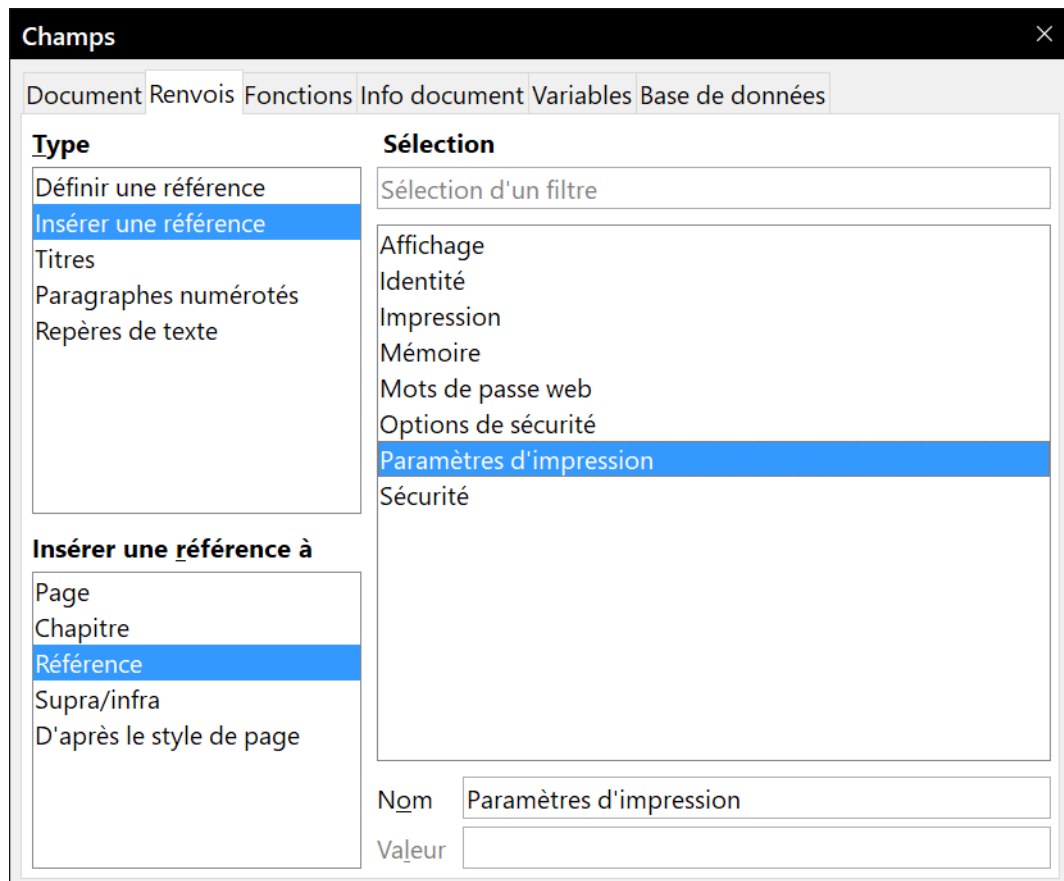 Champs
Document Renvois Fonctions Info document Variables Base de données
Type
Définir une référence
Insérer une référence
Titres
Paragraphes numérotés
Repères de texte
Sélection
Sélection d'un filtre
Affichage
Identité
Impression
Mémoire
Mots de passe web
Options de sécurité
Paramètres d'impression
Sécurité
Insérer une référence à
Page
Chapitre
Référence
Supra/infra
D'après le style de page
Nom Paramètres d'impression
Valeur